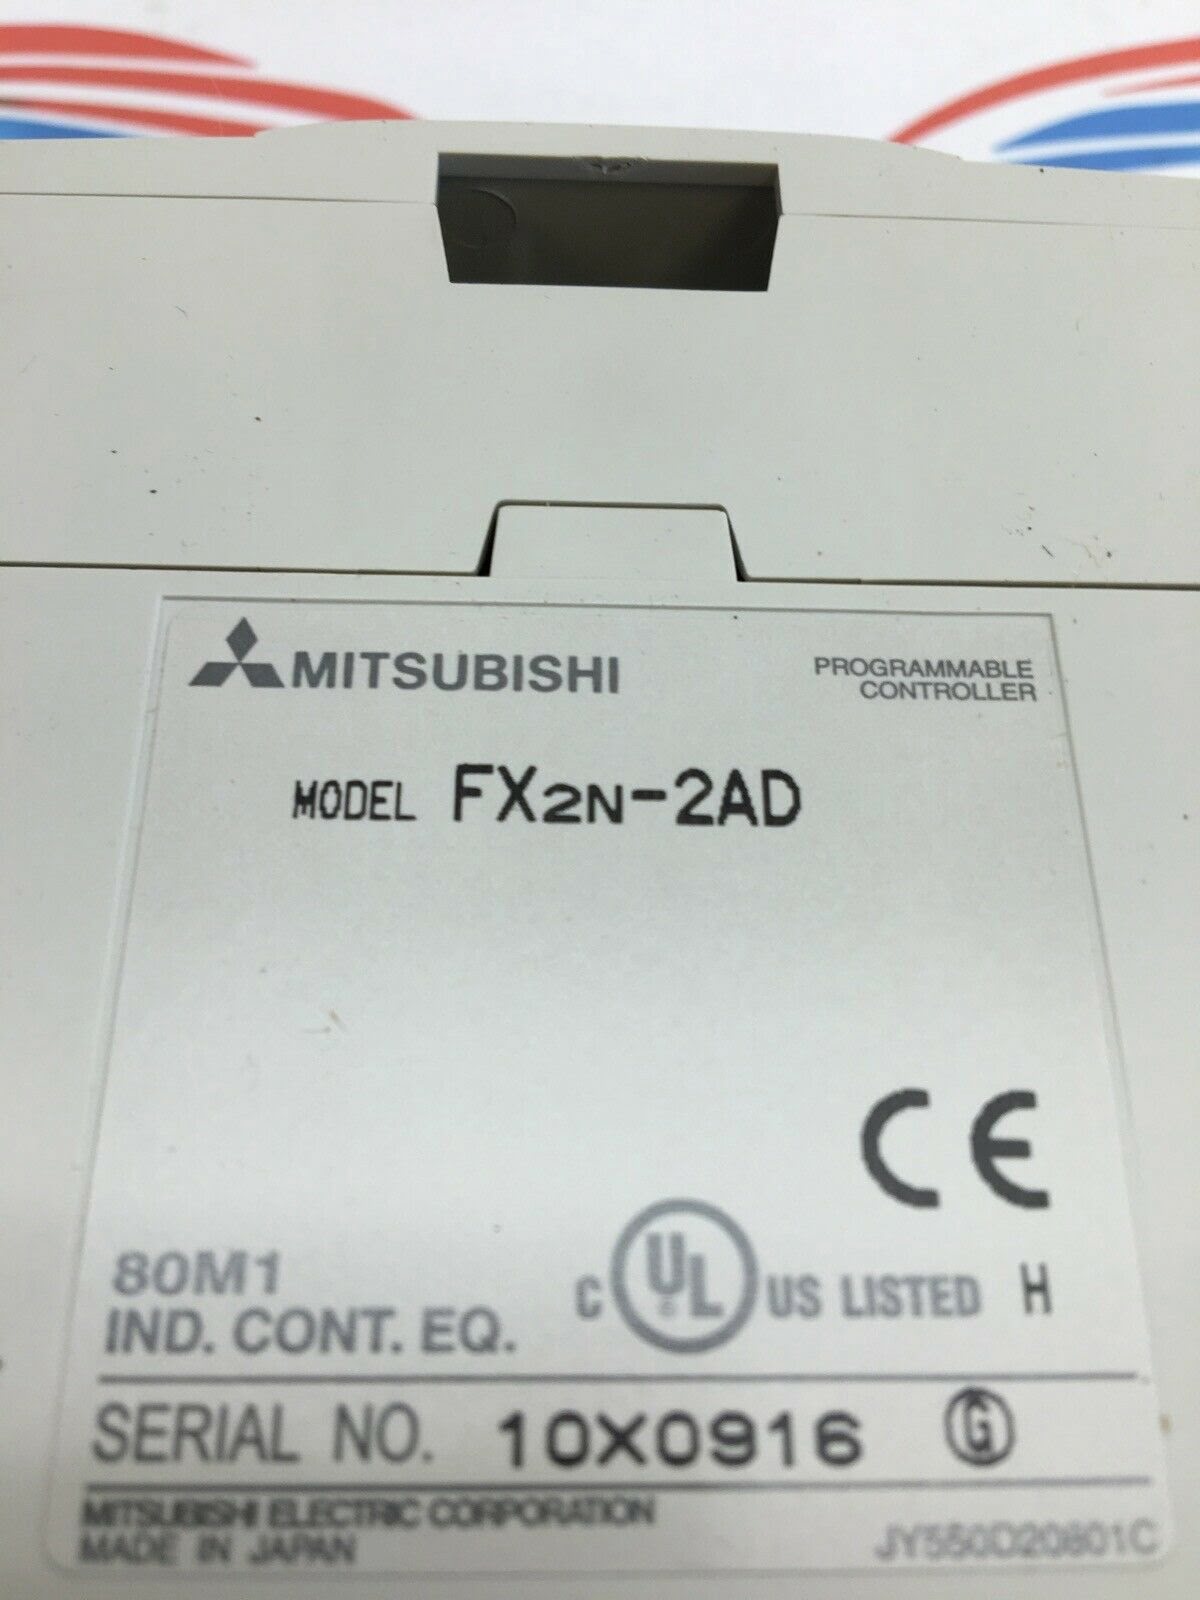 MITSUBISHI
PROGRAMMABLE
CONTROLLER
MODEL FX2N-2AD
CE
80M1
IND. CONT. EQ.
C UL US LISTED H
SERIAL NO. 10X0916 G
MITSUBISHI ELECTRIC CORPORATION
MADE IN JAPAN
JY550D20801C